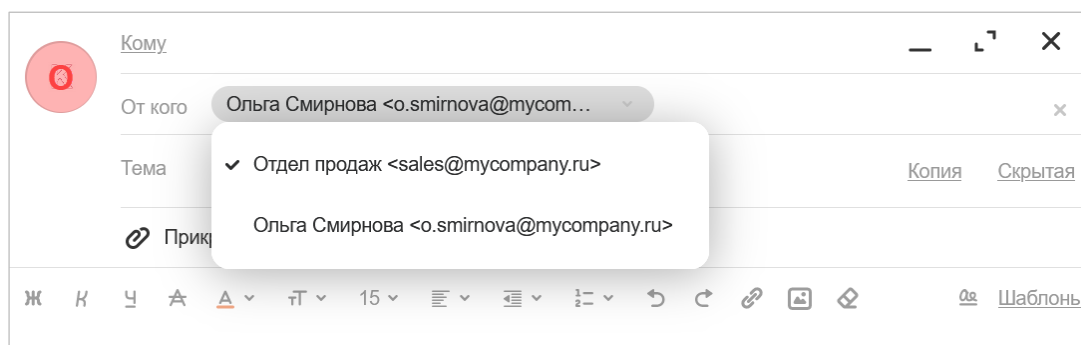 О
Кому
От кого
Ольга Смирнова <o.smirnova@mycom...
Отдел продаж <sales@mycompany.ru>
Тема
Копия Скрытая
Ольга Смирнова <o.smirnova@mycompany.ru>
Прикр
Ж К Ч А А тТ 15 Шаблоны